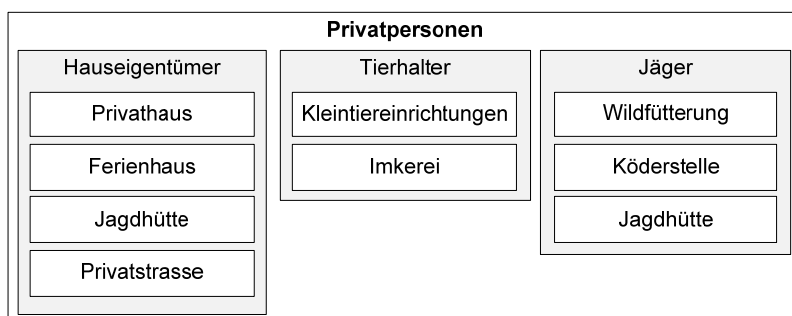 Privatpersonen
Hauseigentümer
Privathaus
Ferienhaus
Jagdhütte
Privatstrasse
Tierhalter
Kleintiereinrichtungen
Imkerei
Jäger
Wildfütterung
Köderstelle
Jagdhütte